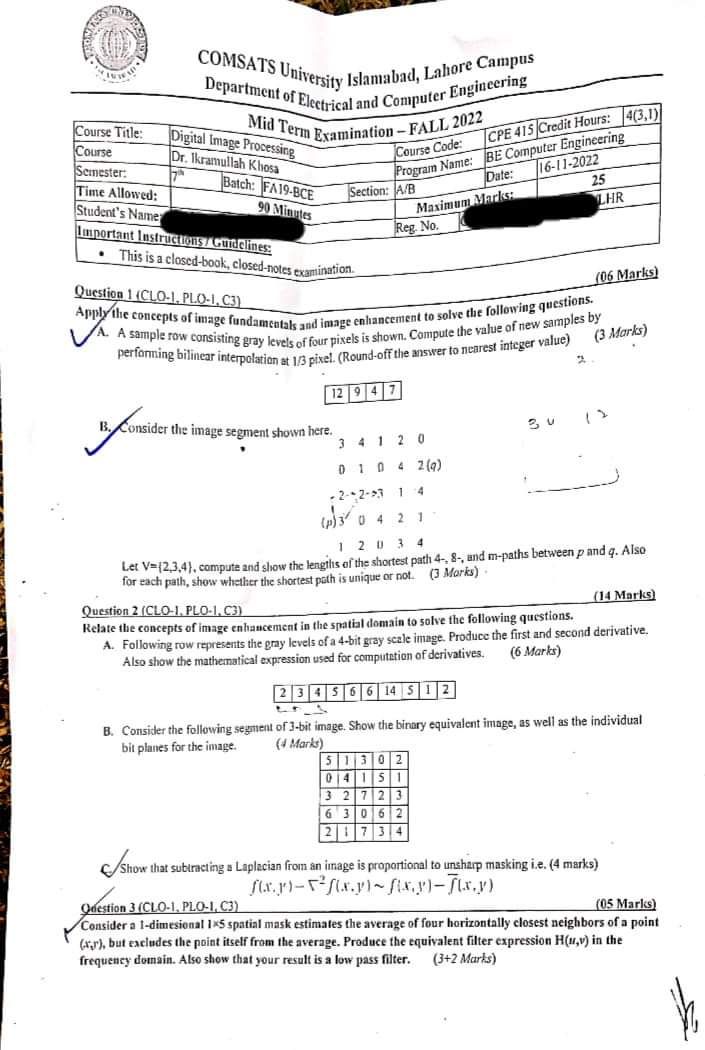 COMSATS University Islamabad, Lahore Campus
Department of Electrical and Computer Engineering
Mid Term Examination – FALL 2022
Course Title: Digital Image Processing Course Code: CPE 415 Credit Hours: 4(3,1)
Course Dr. Ikramullah Khosa Program Name: BE Computer Engineering
Semester: 7th Batch: FA19-BCE Section: A/B Date: 16-11-2022
Time Allowed: 90 Minutes Maximum Marks: 25
Student's Name: Reg. No. LHR
Important Instructions / Guidelines:
• This is a closed-book, closed-notes examination.
Question 1 (CLO-1, PLO-1, C3) (06 Marks)
Apply the concepts of image fundamentals and image enhancement to solve the following questions.
A. A sample row consisting gray levels of four pixels is shown. Compute the value of new samples by
performing bilinear interpolation at 1/3 pixel. (Round-off the answer to nearest integer value) (3 Marks)
12 9 4 7
B. Consider the image segment shown here.
3 4 1 2 0
0 1 0 4 2(q)
2 2 3 1 4
(p)3 0 4 2 1
1 2 0 3 4
Let V={2,3,4}, compute and show the lengths of the shortest path 4-, 8-, and m-paths between p and q. Also
for each path, show whether the shortest path is unique or not. (3 Marks)
Question 2 (CLO-1, PLO-1, C3) (14 Marks)
Relate the concepts of image enhancement in the spatial domain to solve the following questions.
A. Following row represents the gray levels of a 4-bit gray scale image. Produce the first and second derivative.
Also show the mathematical expression used for computation of derivatives. (6 Marks)
2 3 4 5 6 6 14 5 1 2
B. Consider the following segment of 3-bit image. Show the binary equivalent image, as well as the individual
bit planes for the image. (4 Marks)
5 1 3 0 2
0 4 1 5 1
3 2 7 2 3
6 3 0 6 2
2 1 7 3 4
C. Show that subtracting a Laplacian from an image is proportional to unsharp masking i.e. (4 marks)
f(x,y)−∇²f(x,y)~f(x,y)−f̅(x,y)
Question 3 (CLO-1, PLO-1, C3) (05 Marks)
Consider a 1-dimesional 1×5 spatial mask estimates the average of four horizontally closest neighbors of a point
(x,y), but excludes the point itself from the average. Produce the equivalent filter expression H(u,v) in the
frequency domain. Also show that your result is a low pass filter. (3+2 Marks)